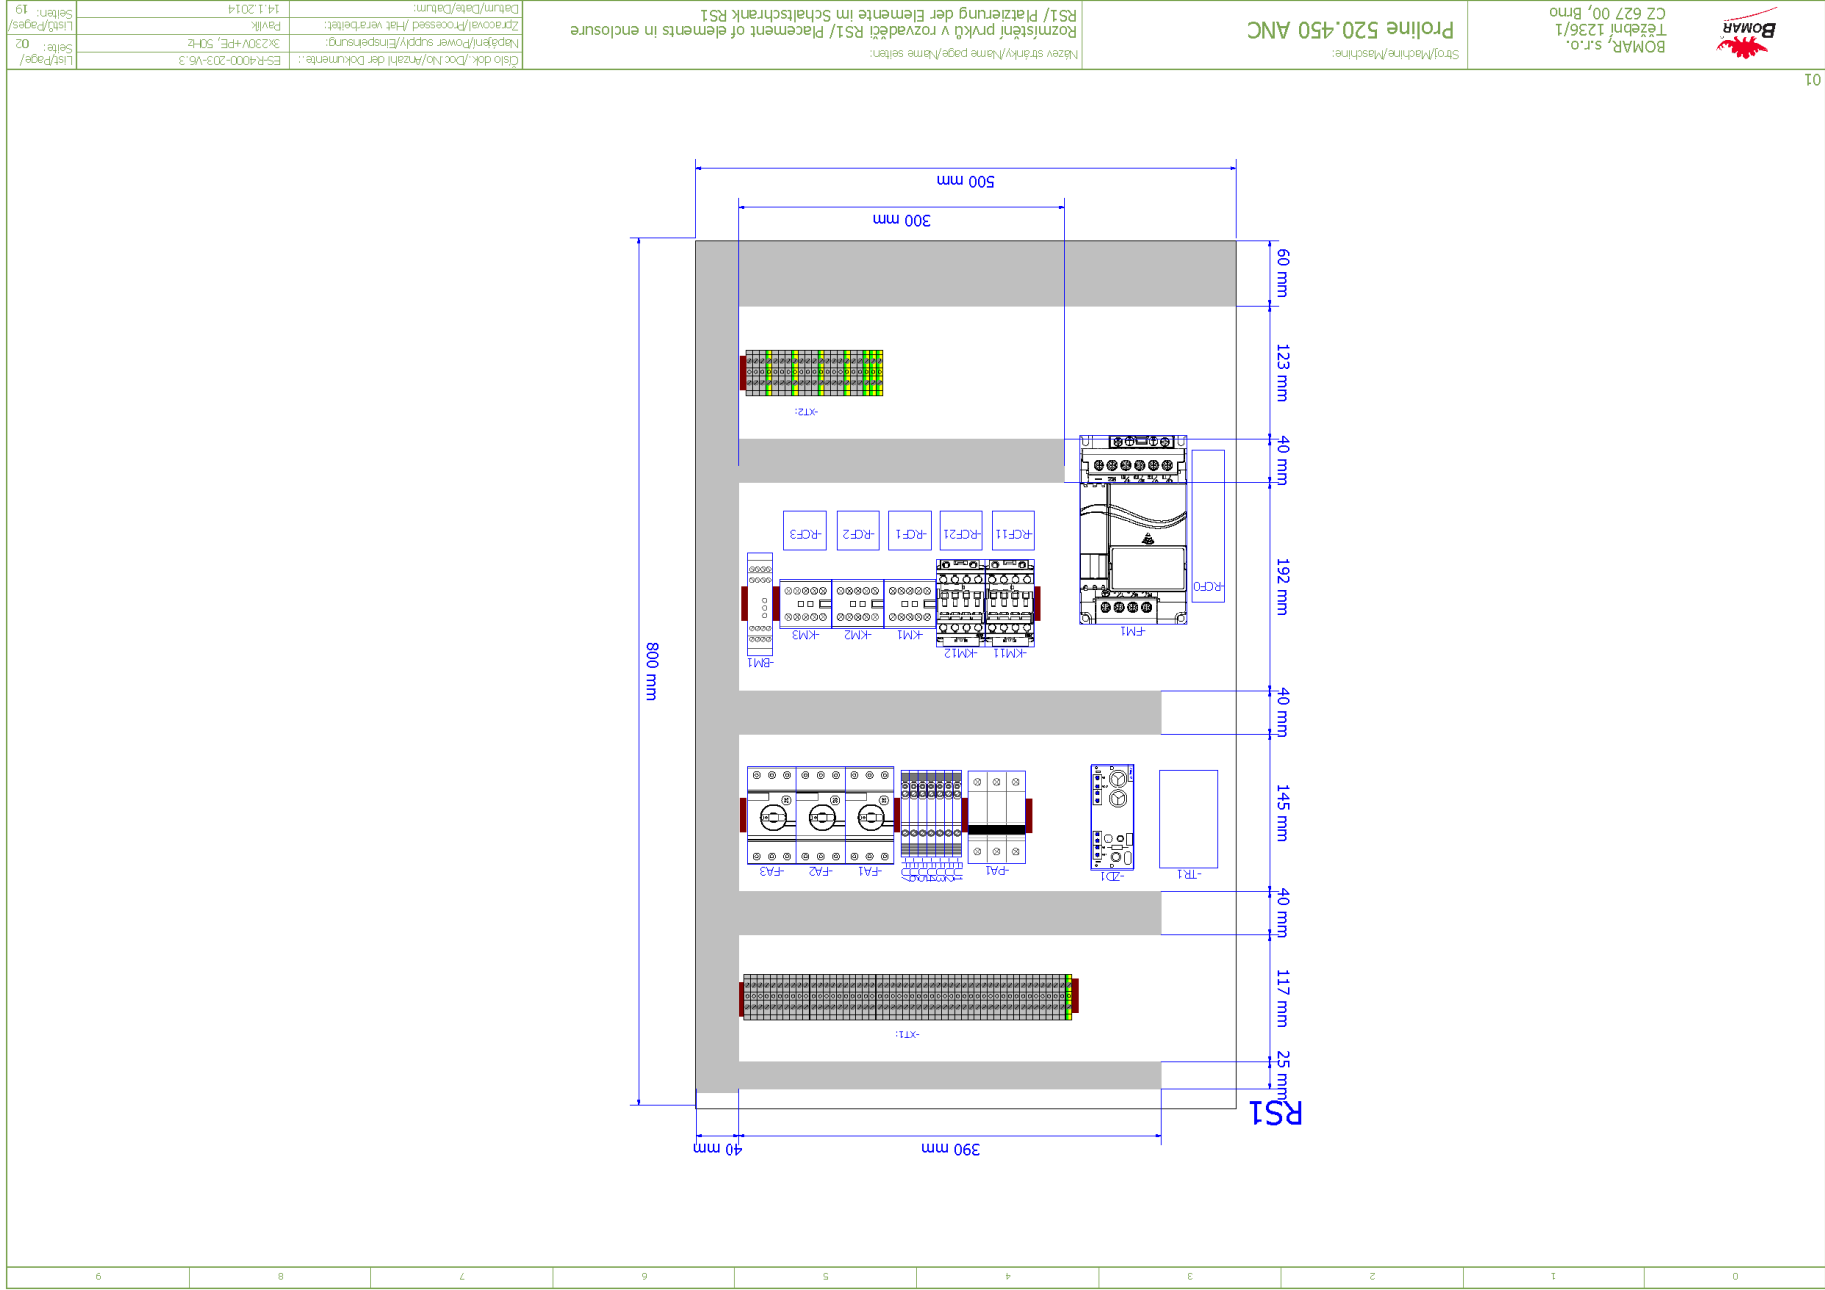 0
1
2
3
4
5
6
7
8
9
RS1
40 mm
390 mm
25 mm
117 mm
40 mm
145 mm
40 mm
192 mm
40 mm
123 mm
60 mm
800 mm
300 mm
500 mm
-XT1:
-TR1
-ZD1
-PA1
-FA1
-FA2
-FA3
-FM1
-KM11
-KM12
-KM1
-KM2
-KM3
-BM1
-RCF0
-RCF11
-RCF21
-RCF1
-RCF2
-RCF3
-XT2:
01
BOMAR
BOMAR, s.r.o.
Těžební 1236/1
CZ 627 00, Brno
Stroj/Machine/Maschine:
Proline 520.450 ANC
Název stránky/Name page/Name seiten:
Rozmístění prvků v rozvaděči RS1/ Placement of elements in enclosure
RS1/ Platzierung der Elemente im Schaltschrank RS1
Číslo dok./Doc.No/Anzahl der Dokumente.:
ES-R4000-203-V6.3
Napájení/Power supply/Einspeinsung:
3x230V+PE, 50Hz
Zpracoval/Processed /Hat verarbeitet:
Pavlík
Datum/Date/Datum:
14.1.2014
List/Page/
Seite: 02
Listů/Pages/
Seiten: 19